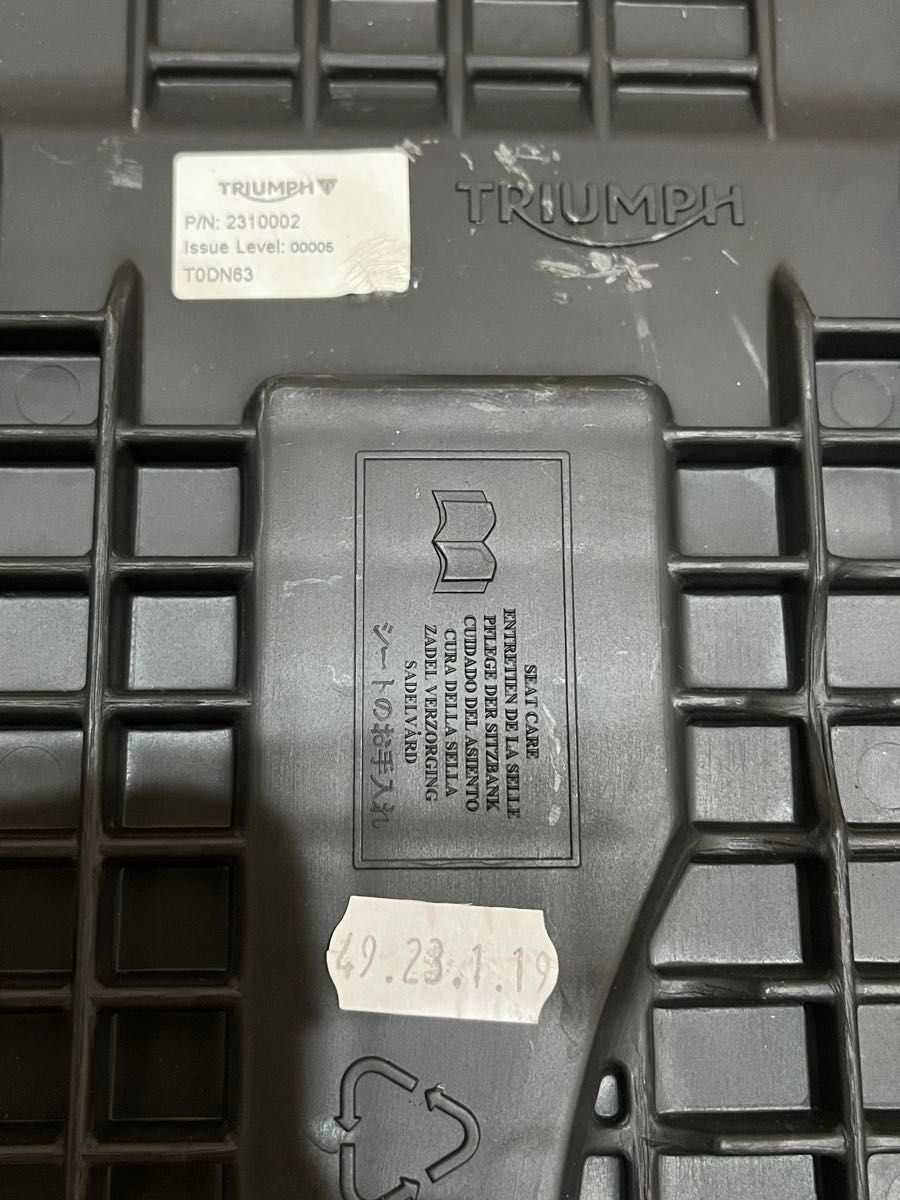 TRIUMPH
P/N: 2310002
Issue Level: 00005
T0DN63
TRIUMPH
SEAT CARE
ENTRETIEN DE LA SELLE
PFLEGE DER SITZBANK
CUIDADO DEL ASIENTO
CURA DELLA SELLA
ZADEL VERZORGING
SADELVÅRD
シートのお手入れ
49.23.1.19